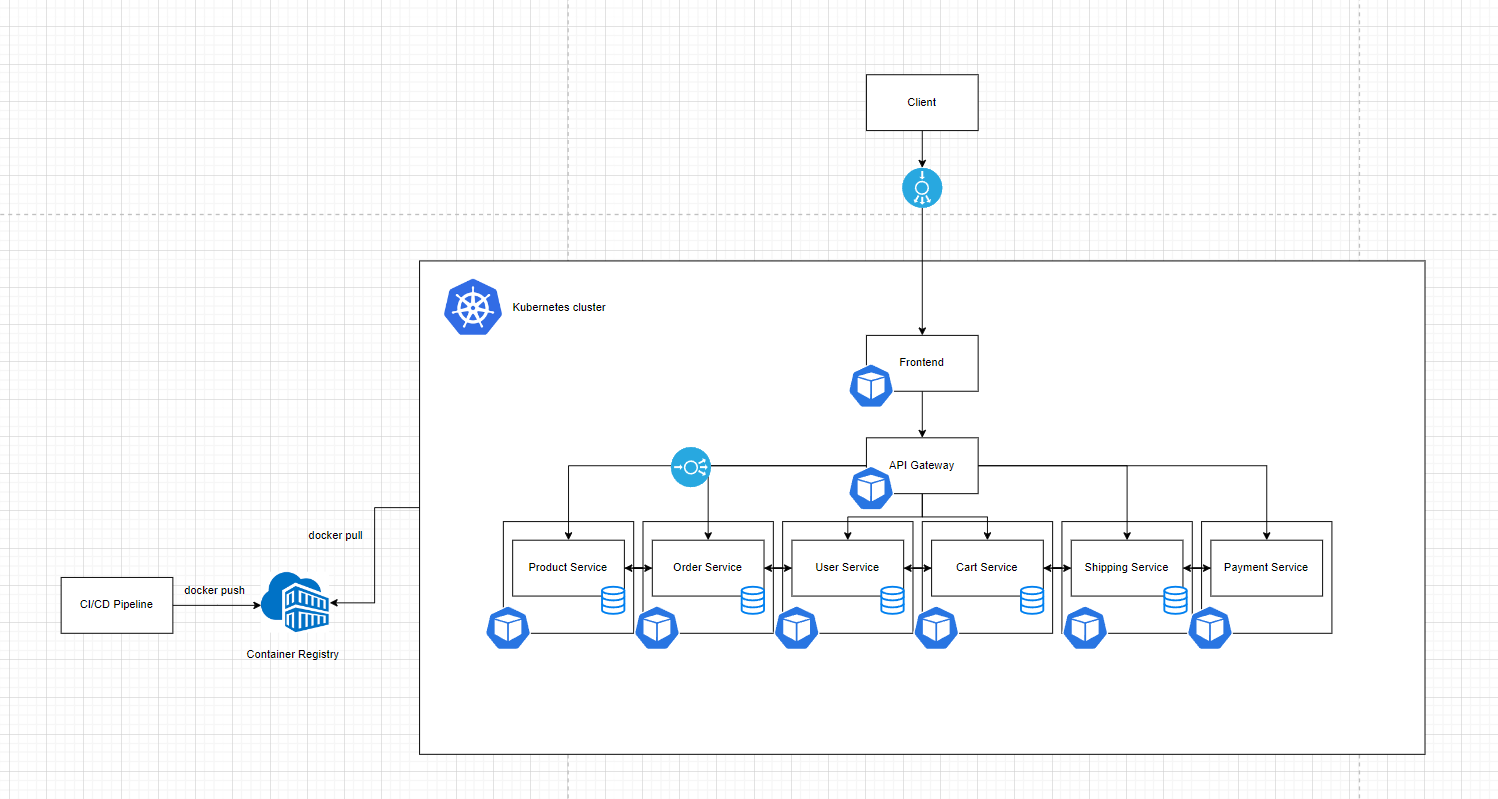 Client
Kubernetes cluster
Frontend
API Gateway
docker pull
Product Service
Order Service
User Service
Cart Service
Shipping Service
Payment Service
docker push
CI/CD Pipeline
Container Registry